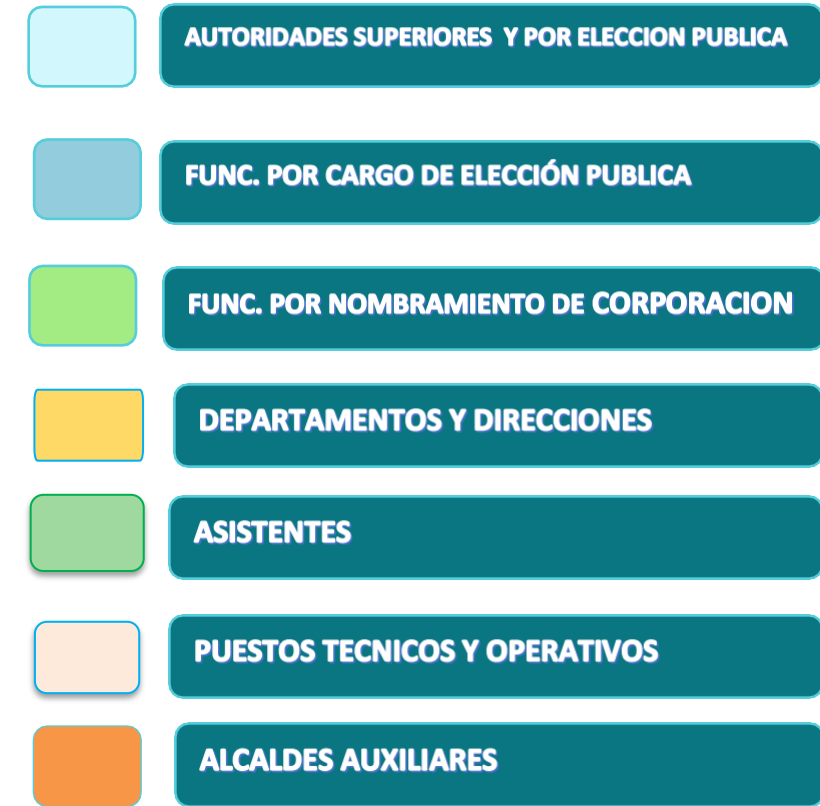 AUTORIDADES SUPERIORES Y POR ELECCION PUBLICA
FUNC. POR CARGO DE ELECCIÓN PUBLICA
FUNC. POR NOMBRAMIENTO DE CORPORACION
DEPARTAMENTOS Y DIRECCIONES
ASISTENTES
PUESTOS TECNICOS Y OPERATIVOS
ALCALDES AUXILIARES